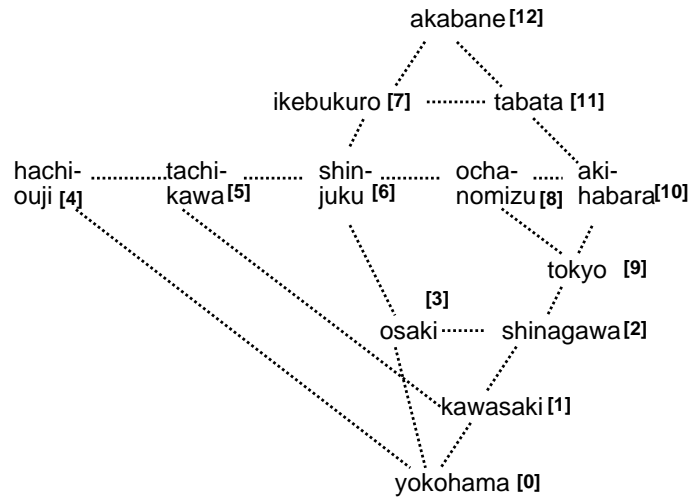 akabane [12]
ikebukuro [7] tabata [11]
hachi- tachi- shin- ocha- aki-
ouji [4] kawa [5] juku [6] nomizu [8] habara [10]
tokyo [9]
[3]
osaki shinagawa [2]
kawasaki [1]
yokohama [0]